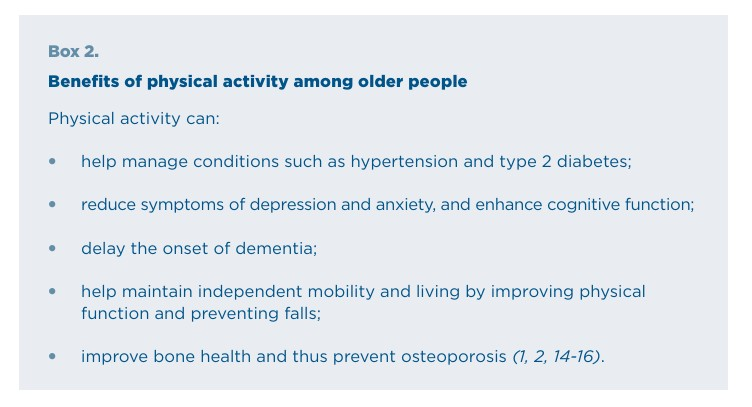 Box 2.
Benefits of physical activity among older people
Physical activity can:
• help manage conditions such as hypertension and type 2 diabetes;
• reduce symptoms of depression and anxiety, and enhance cognitive function;
• delay the onset of dementia;
• help maintain independent mobility and living by improving physical
function and preventing falls;
• improve bone health and thus prevent osteoporosis (1, 2, 14-16).